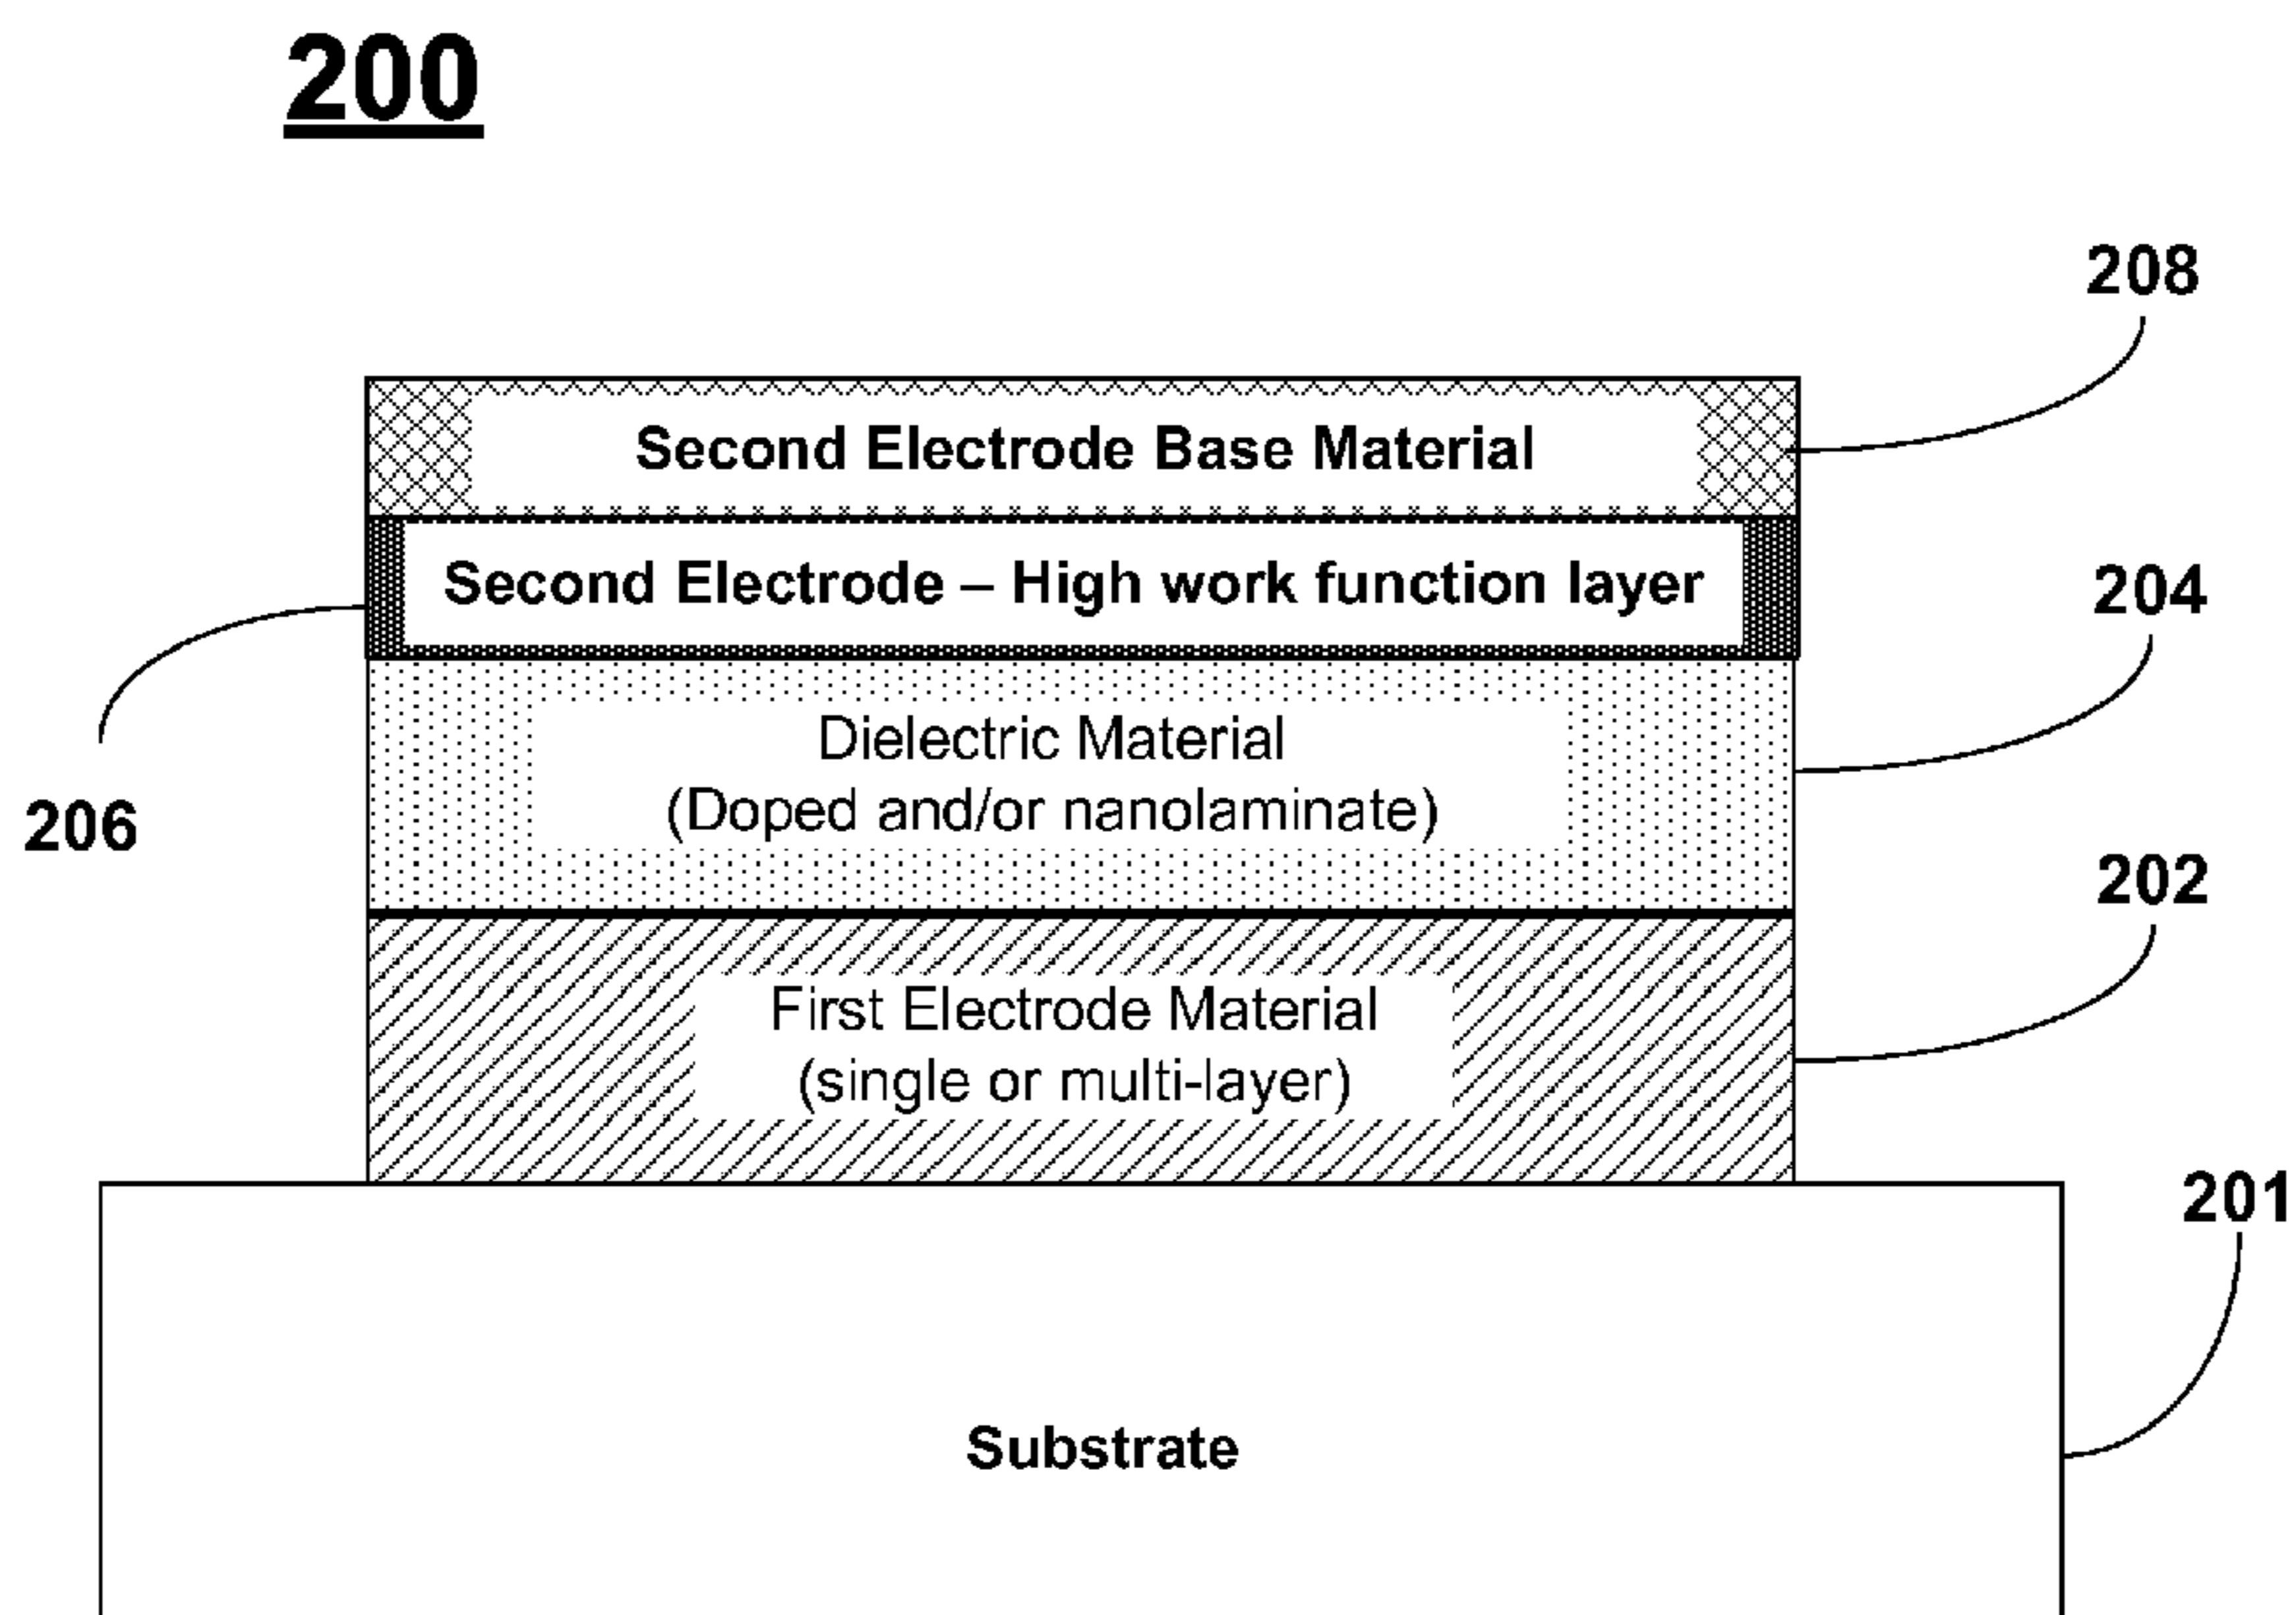 200
208
Second Electrode Base Material
Second Electrode – High work function layer
204
Dielectric Material
(Doped and/or nanolaminate)
206
202
First Electrode Material
(single or multi-layer)
201
Substrate